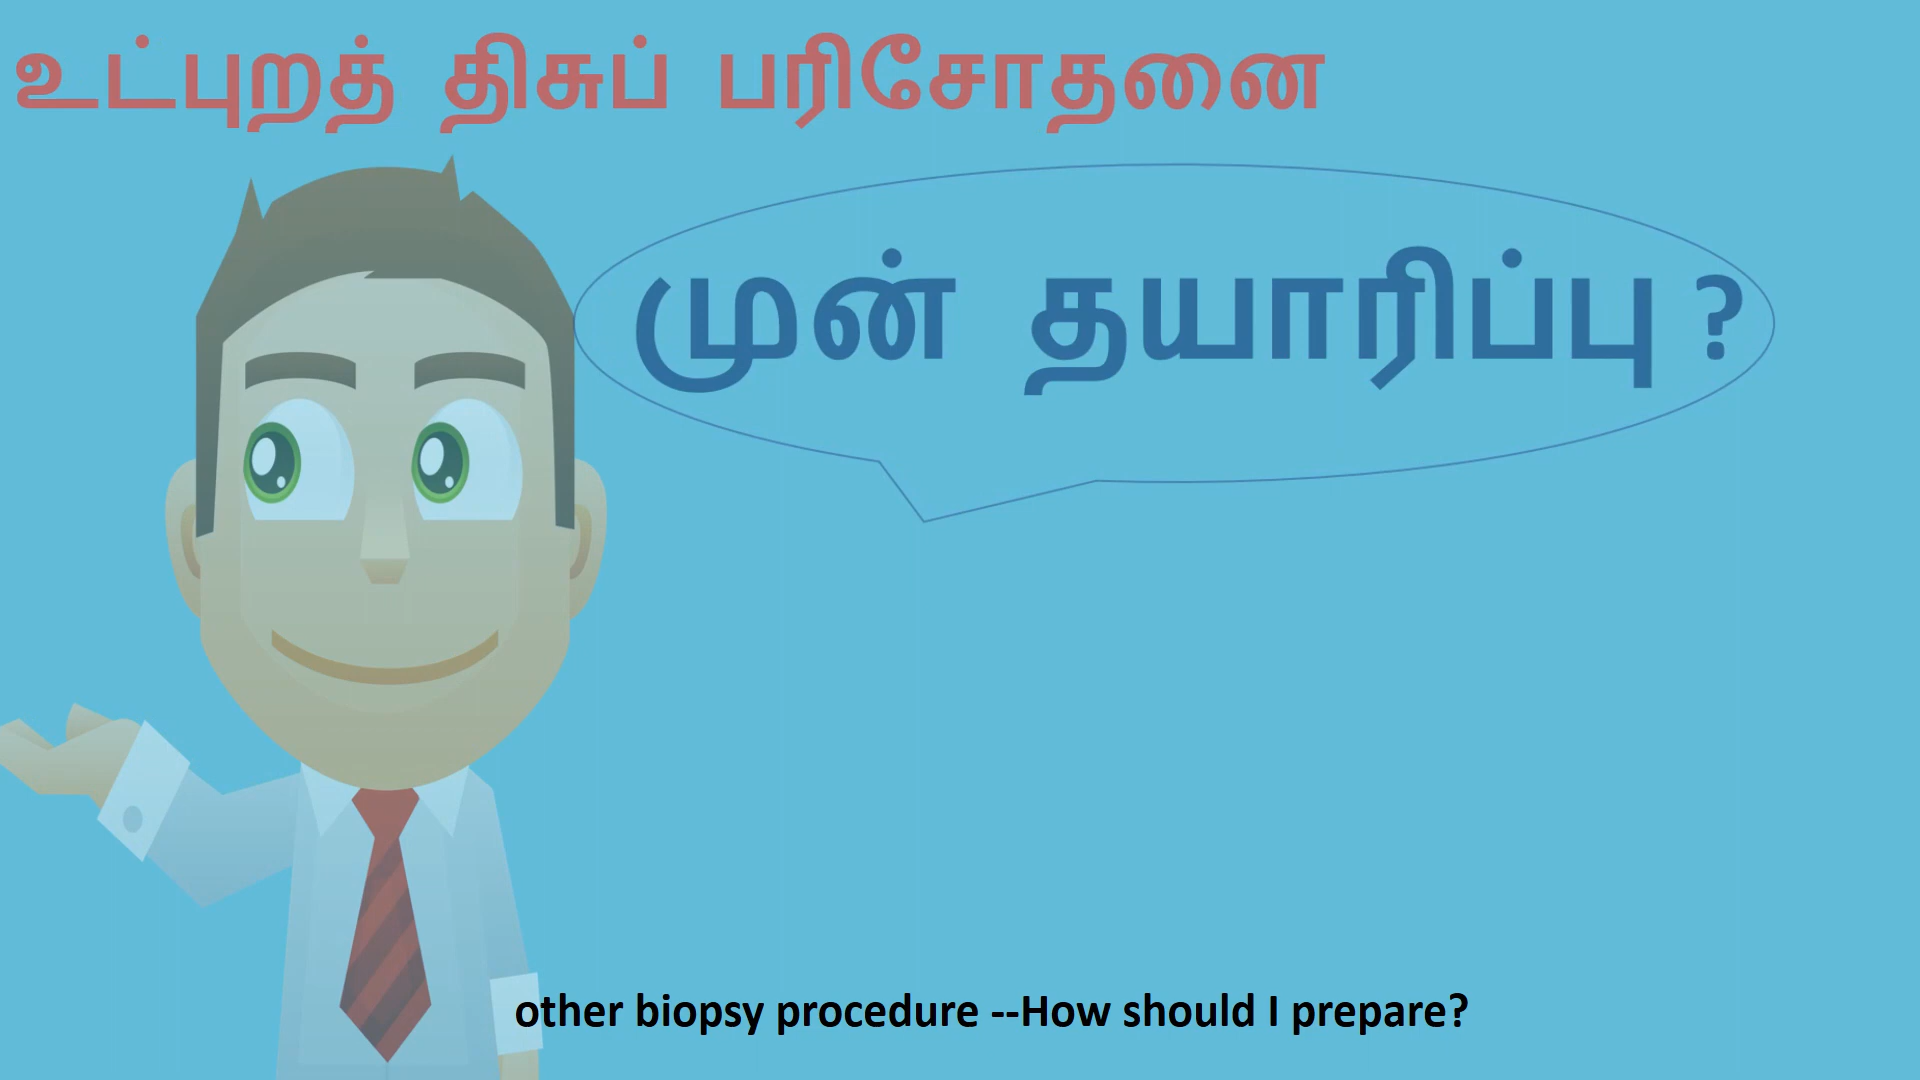 உட்புறத் திசுப் பரிசோதனை
முன் தயாரிப்பு ?
other biopsy procedure --How should I prepare?